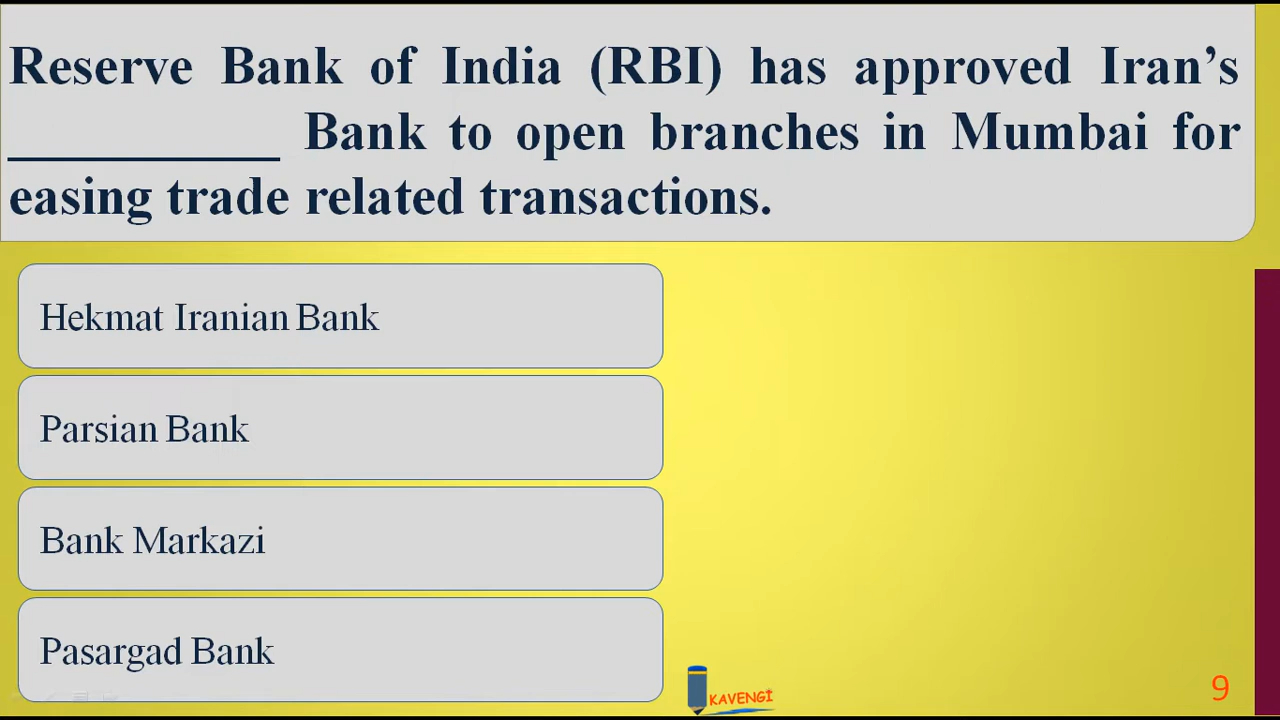 Reserve Bank of India (RBI) has approved Iran’s
__________ Bank to open branches in Mumbai for
easing trade related transactions.
Hekmat Iranian Bank
Parsian Bank
Bank Markazi
Pasargad Bank
KAVENGI
9